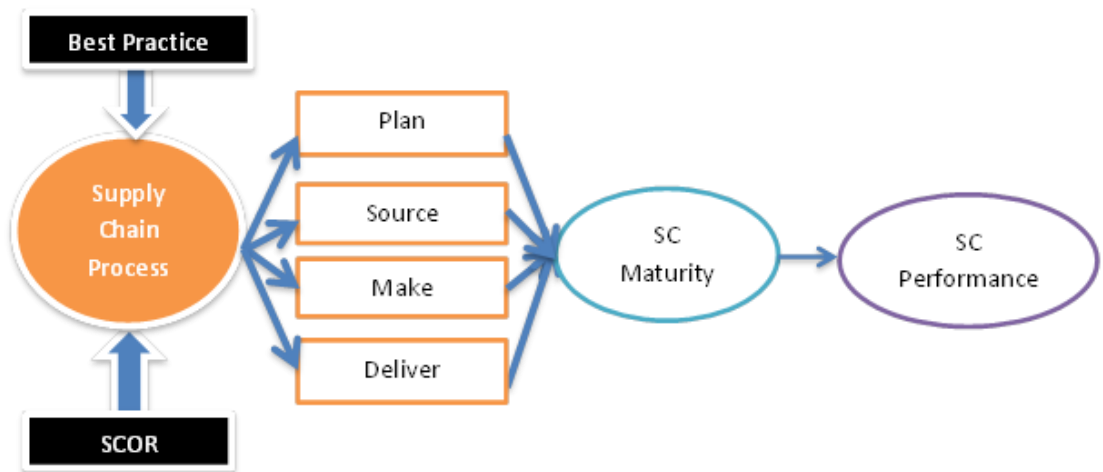 Best Practice
Supply
Chain
Process
SCOR
Plan
Source
Make
Deliver
SC
Maturity
SC
Performance